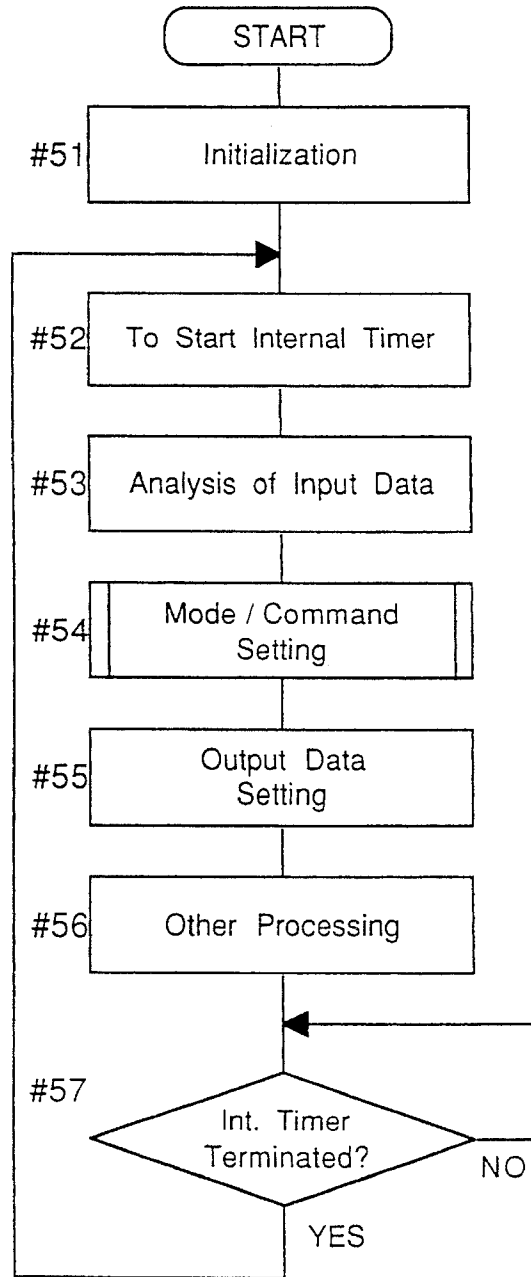 START
#51
Initialization
#52
To Start Internal Timer
#53
Analysis of Input Data
#54
Mode / Command
Setting
#55
Output Data
Setting
#56
Other Processing
#57
Int. Timer
Terminated?
NO
YES